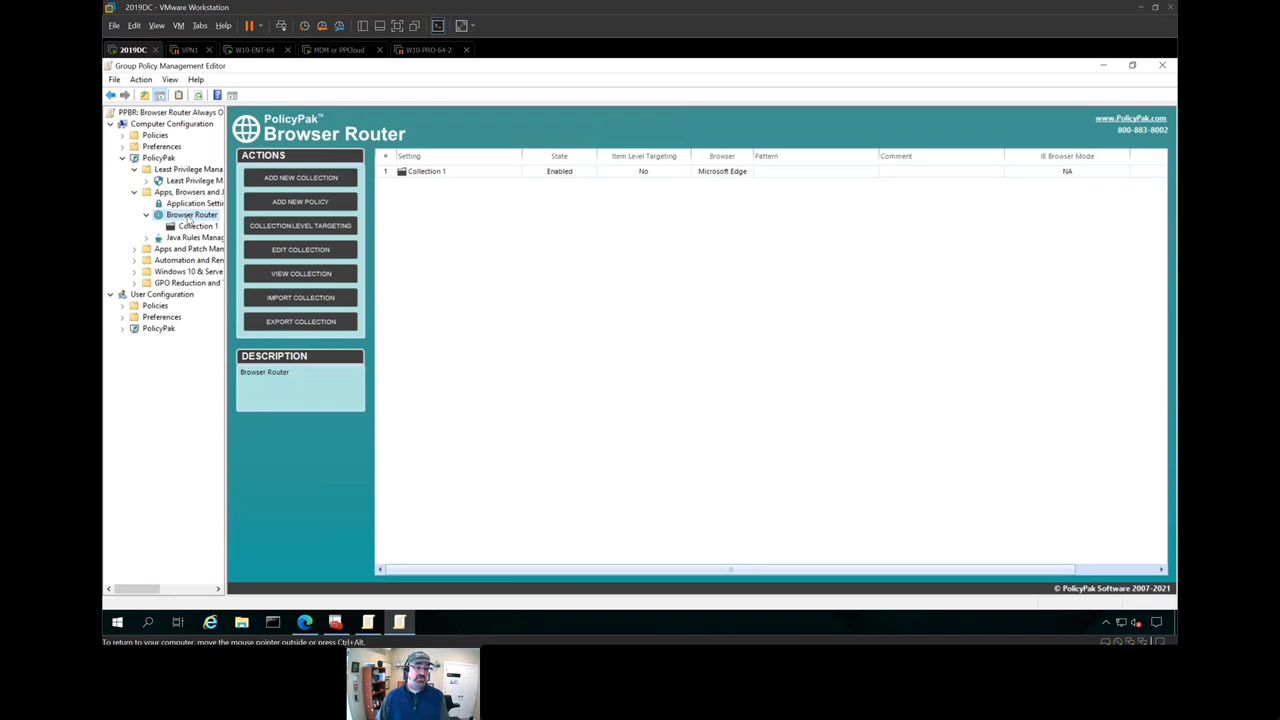 2019DC - VMware Workstation
File Edit View VM Tabs Help
2019DC VPN1 W10-ENT-64 MDM or PPCloud W10-PRO-64-2
Group Policy Management Editor
File Action View Help
PPBR: Browser Router Always O
Computer Configuration
Policies
Preferences
PolicyPak
Least Privilege Mana
Least Privilege M
Apps, Browsers and J
Application Setti
Browser Router
Collection 1
Java Rules Manag
Apps and Patch Man
Automation and Ren
Windows 10 & Serve
GPO Reduction and T
User Configuration
Policies
Preferences
PolicyPak
PolicyPak™
Browser Router
www.PolicyPak.com
800-883-8002
ACTIONS
ADD NEW COLLECTION
ADD NEW POLICY
COLLECTION LEVEL TARGETING
EDIT COLLECTION
VIEW COLLECTION
IMPORT COLLECTION
EXPORT COLLECTION
DESCRIPTION
Browser Router
# Setting State Item Level Targeting Browser Pattern Comment IE Browser Mode
1 Collection 1 Enabled No Microsoft Edge NA
© PolicyPak Software 2007-2021
To return to your computer, move the mouse pointer outside or press Ctrl+Alt.